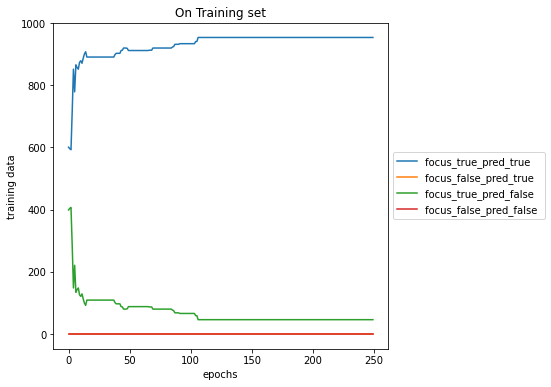 On Training set
1000
800
600
400
200
0
training data
0 50 100 150 200 250
epochs
focus_true_pred_true
focus_false_pred_true
focus_true_pred_false
focus_false_pred_false